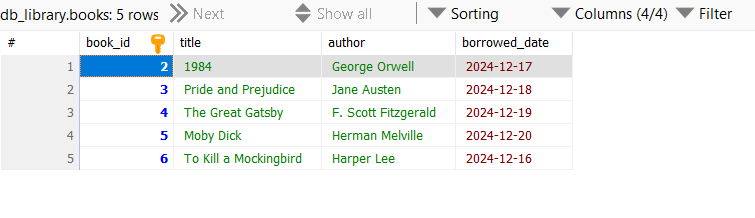 db_library.books: 5 rows Next Show all Sorting Columns (4/4) Filter
# book_id title author borrowed_date
1 2 1984 George Orwell 2024-12-17
2 3 Pride and Prejudice Jane Austen 2024-12-18
3 4 The Great Gatsby F. Scott Fitzgerald 2024-12-19
4 5 Moby Dick Herman Melville 2024-12-20
5 6 To Kill a Mockingbird Harper Lee 2024-12-16